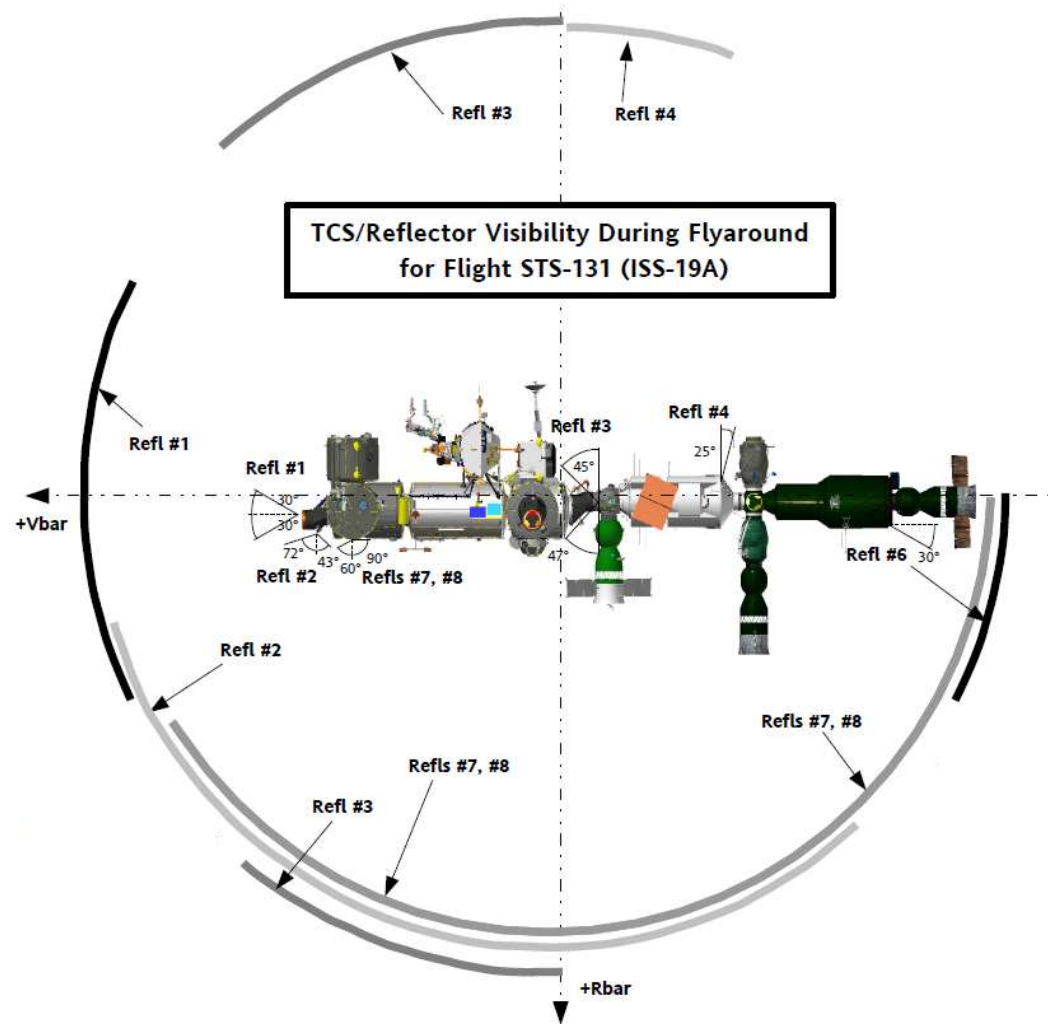 Refl #3
Refl #4
TCS/Reflector Visibility During Flyaround
for Flight STS-131 (ISS-19A)
Refl #1
Refl #3
Refl #4
45°
25°
Refl #1
30°
30°
+Vbar
72°
43°
60°
90°
47°
Refl #2
Refls #7, #8
Refl #6
30°
Refl #2
Refls #7, #8
Refls #7, #8
Refl #3
+Rbar